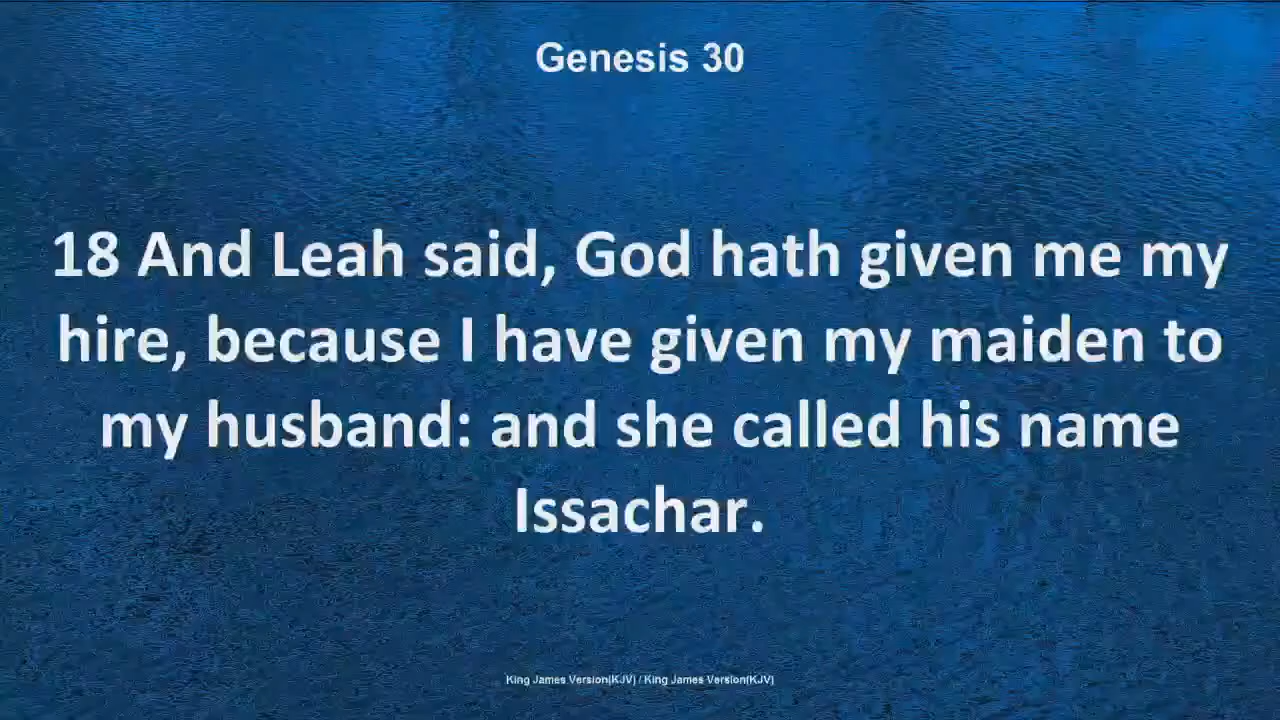 Genesis 30
18 And Leah said, God hath given me my
hire, because I have given my maiden to
my husband: and she called his name
Issachar.
King James Version(KJV) / King James Version(KJV)